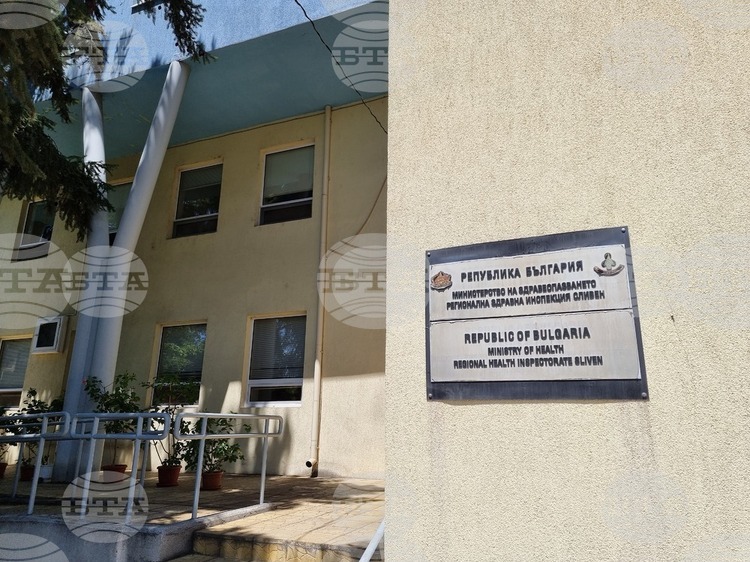 РЕПУБЛИКА БЪЛГАРИЯ
МИНИСТЕРСТВО НА ЗДРАВЕОПАЗВАНЕТО
РЕГИОНАЛНА ЗДРАВНА ИНСПЕКЦИЯ СЛИВЕН
REPUBLIC OF BULGARIA
MINISTRY OF HEALTH
REGIONAL HEALTH INSPECTORATE SLIVEN
БТА